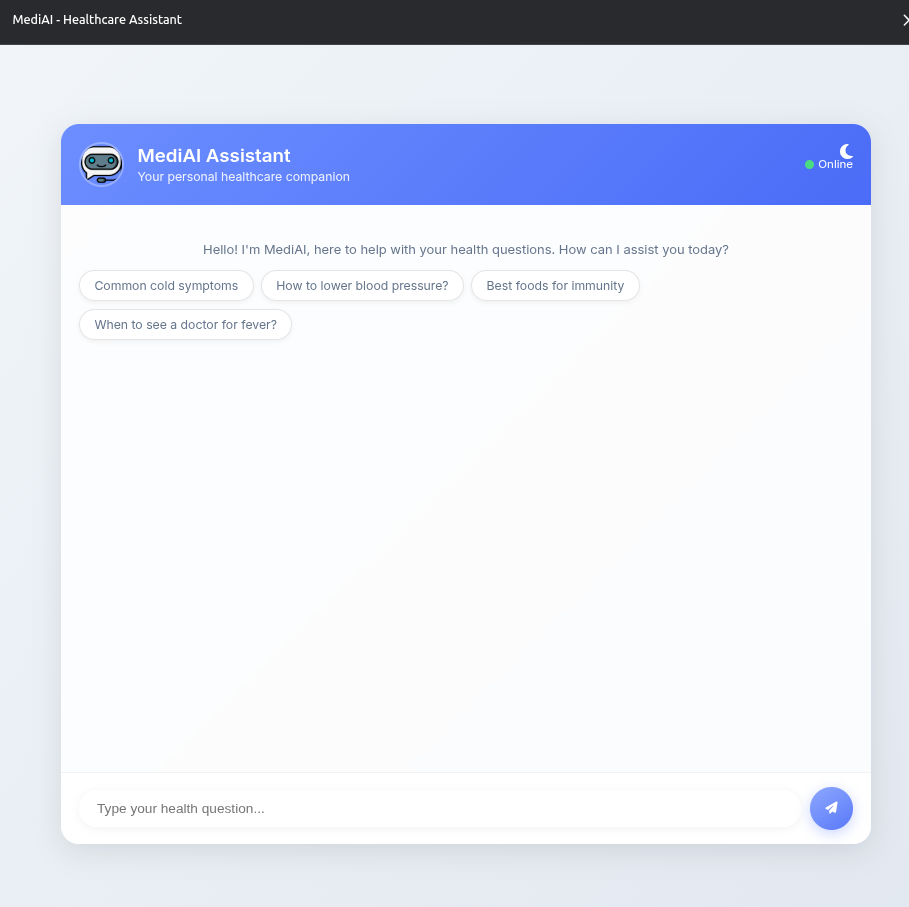 MediAI - Healthcare Assistant
MediAI Assistant
Your personal healthcare companion
Online
Hello! I'm MediAI, here to help with your health questions. How can I assist you today?
Common cold symptoms
How to lower blood pressure?
Best foods for immunity
When to see a doctor for fever?
Type your health question...